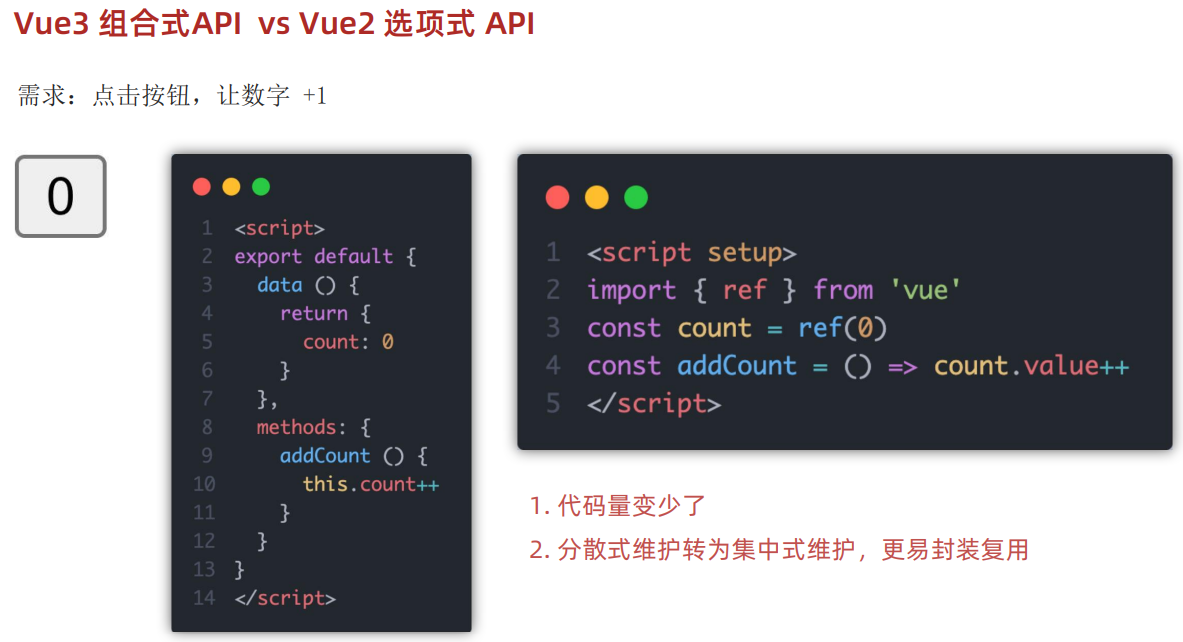 Vue3 组合式API vs Vue2 选项式 API
需求：点击按钮，让数字 +1
0
1 <script>
2 export default {
3   data () {
4     return {
5       count: 0
6     }
7   },
8   methods: {
9     addCount () {
10       this.count++
11     }
12   }
13 }
14 </script>
1 <script setup>
2 import { ref } from 'vue'
3 const count = ref(0)
4 const addCount = () => count.value++
5 </script>
1. 代码量变少了
2. 分散式维护转为集中式维护，更易封装复用